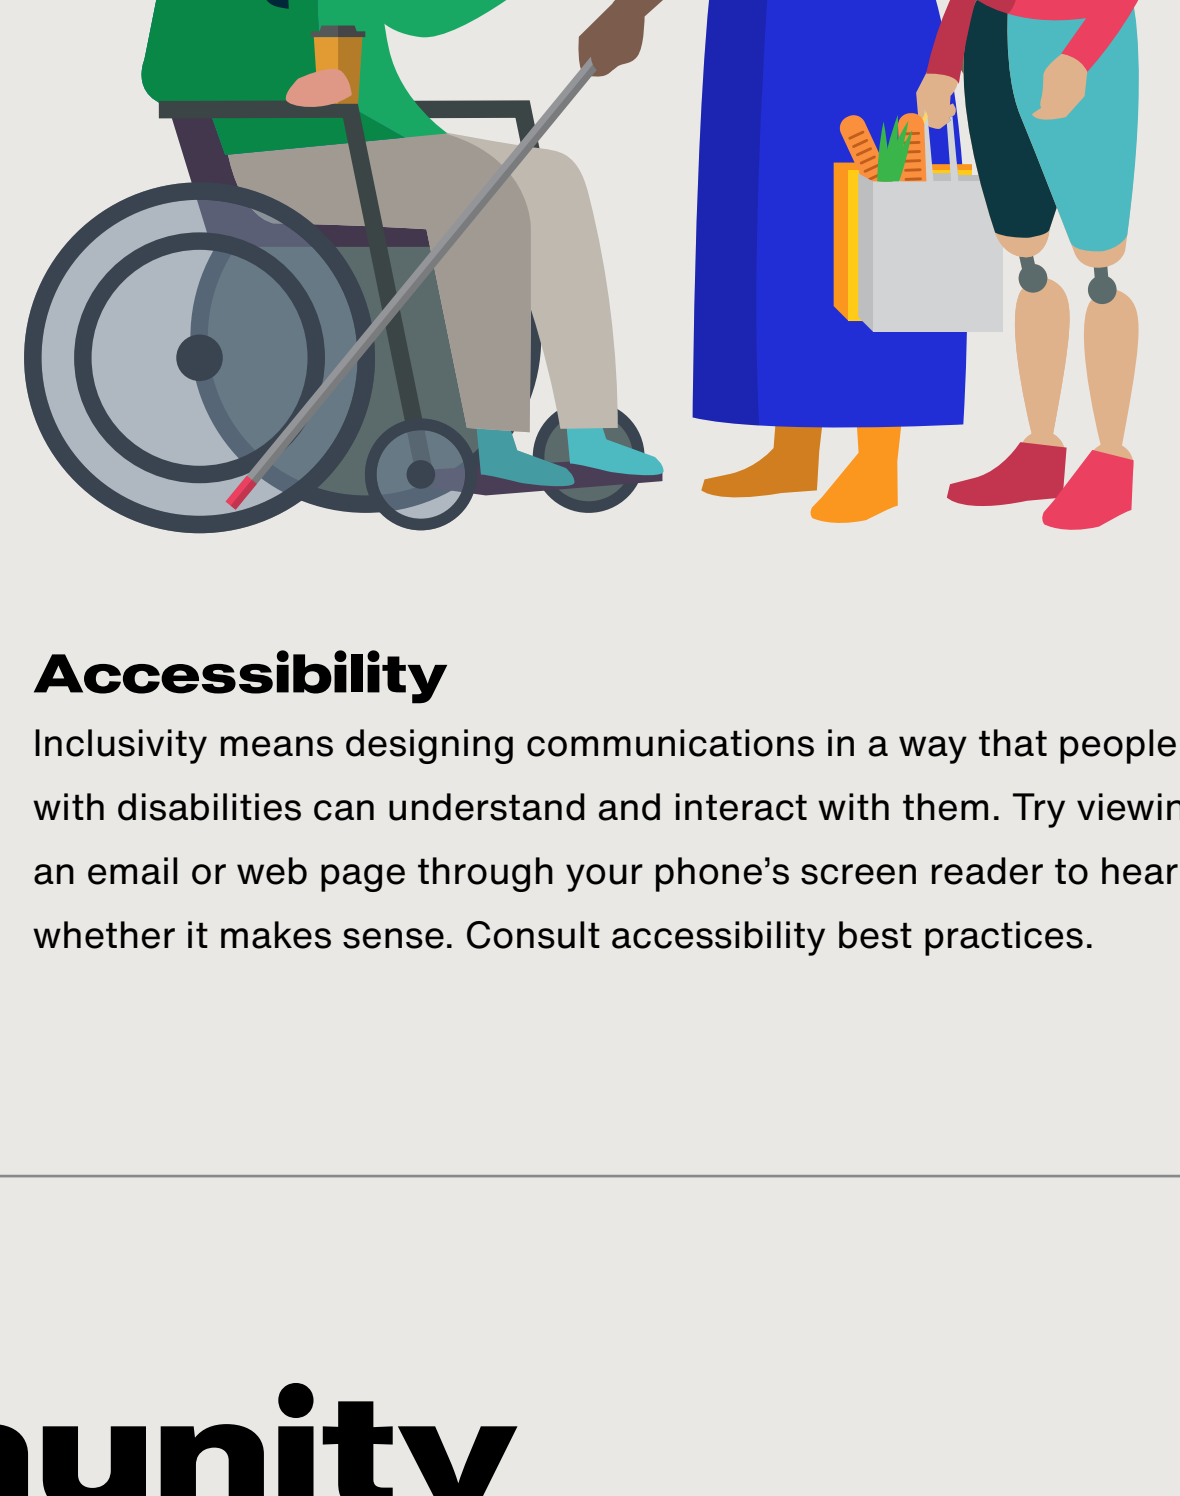 Accessibility
Inclusivity means designing communications in a way that people
with disabilities can understand and interact with them. Try viewin
an email or web page through your phone’s screen reader to hear
whether it makes sense. Consult accessibility best practices.
unity